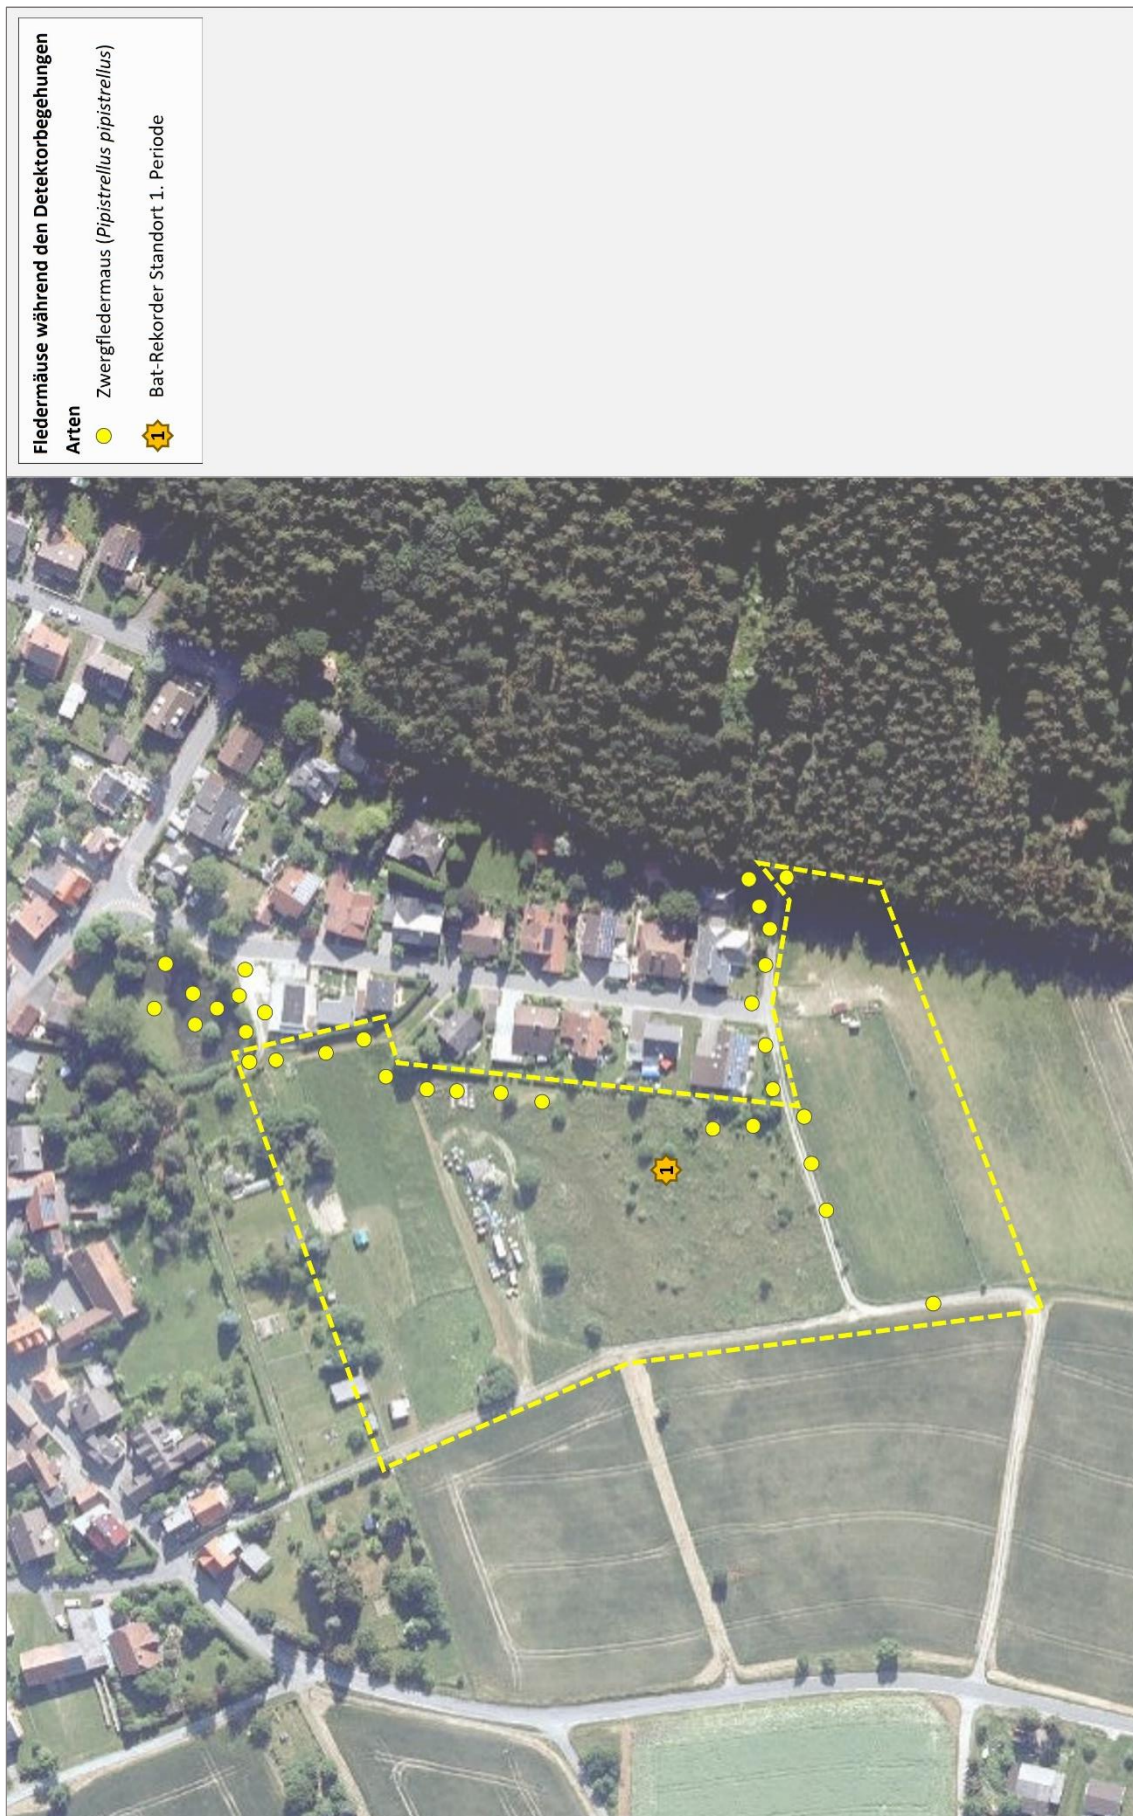 Fledermäuse während den Detektorbegehungen
Arten
Zwergfledermaus (Pipistrellus pipistrellus)
1 Bat-Rekorder Standort 1. Periode
1